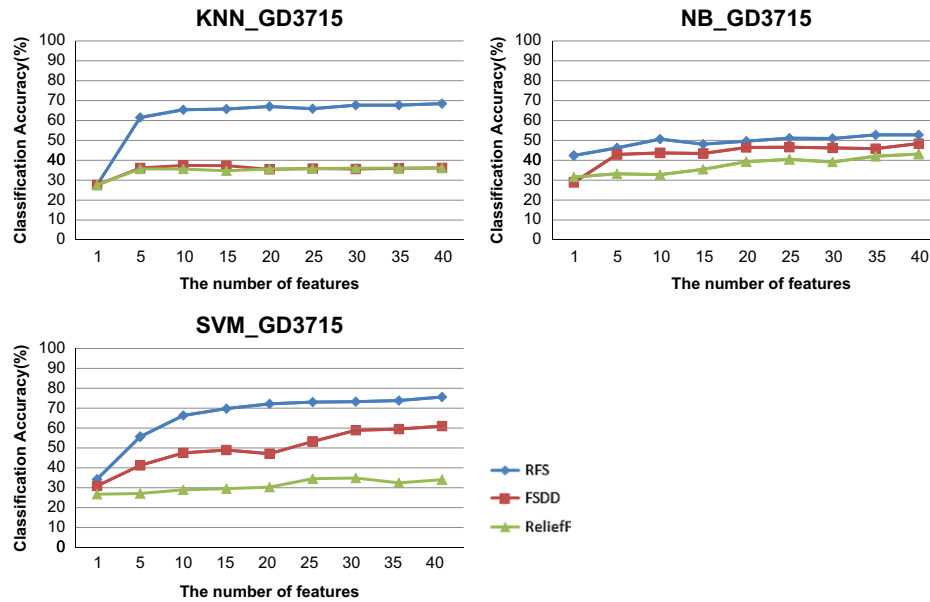 KNN_GD3715
Classification Accuracy(%)
100
90
80
70
60
50
40
30
20
10
0
1 5 10 15 20 25 30 35 40
The number of features
NB_GD3715
Classification Accuracy(%)
100
90
80
70
60
50
40
30
20
10
0
1 5 10 15 20 25 30 35 40
The number of features
SVM_GD3715
Classification Accuracy(%)
100
90
80
70
60
50
40
30
20
10
0
1 5 10 15 20 25 30 35 40
The number of features
RFS
FSDD
ReliefF